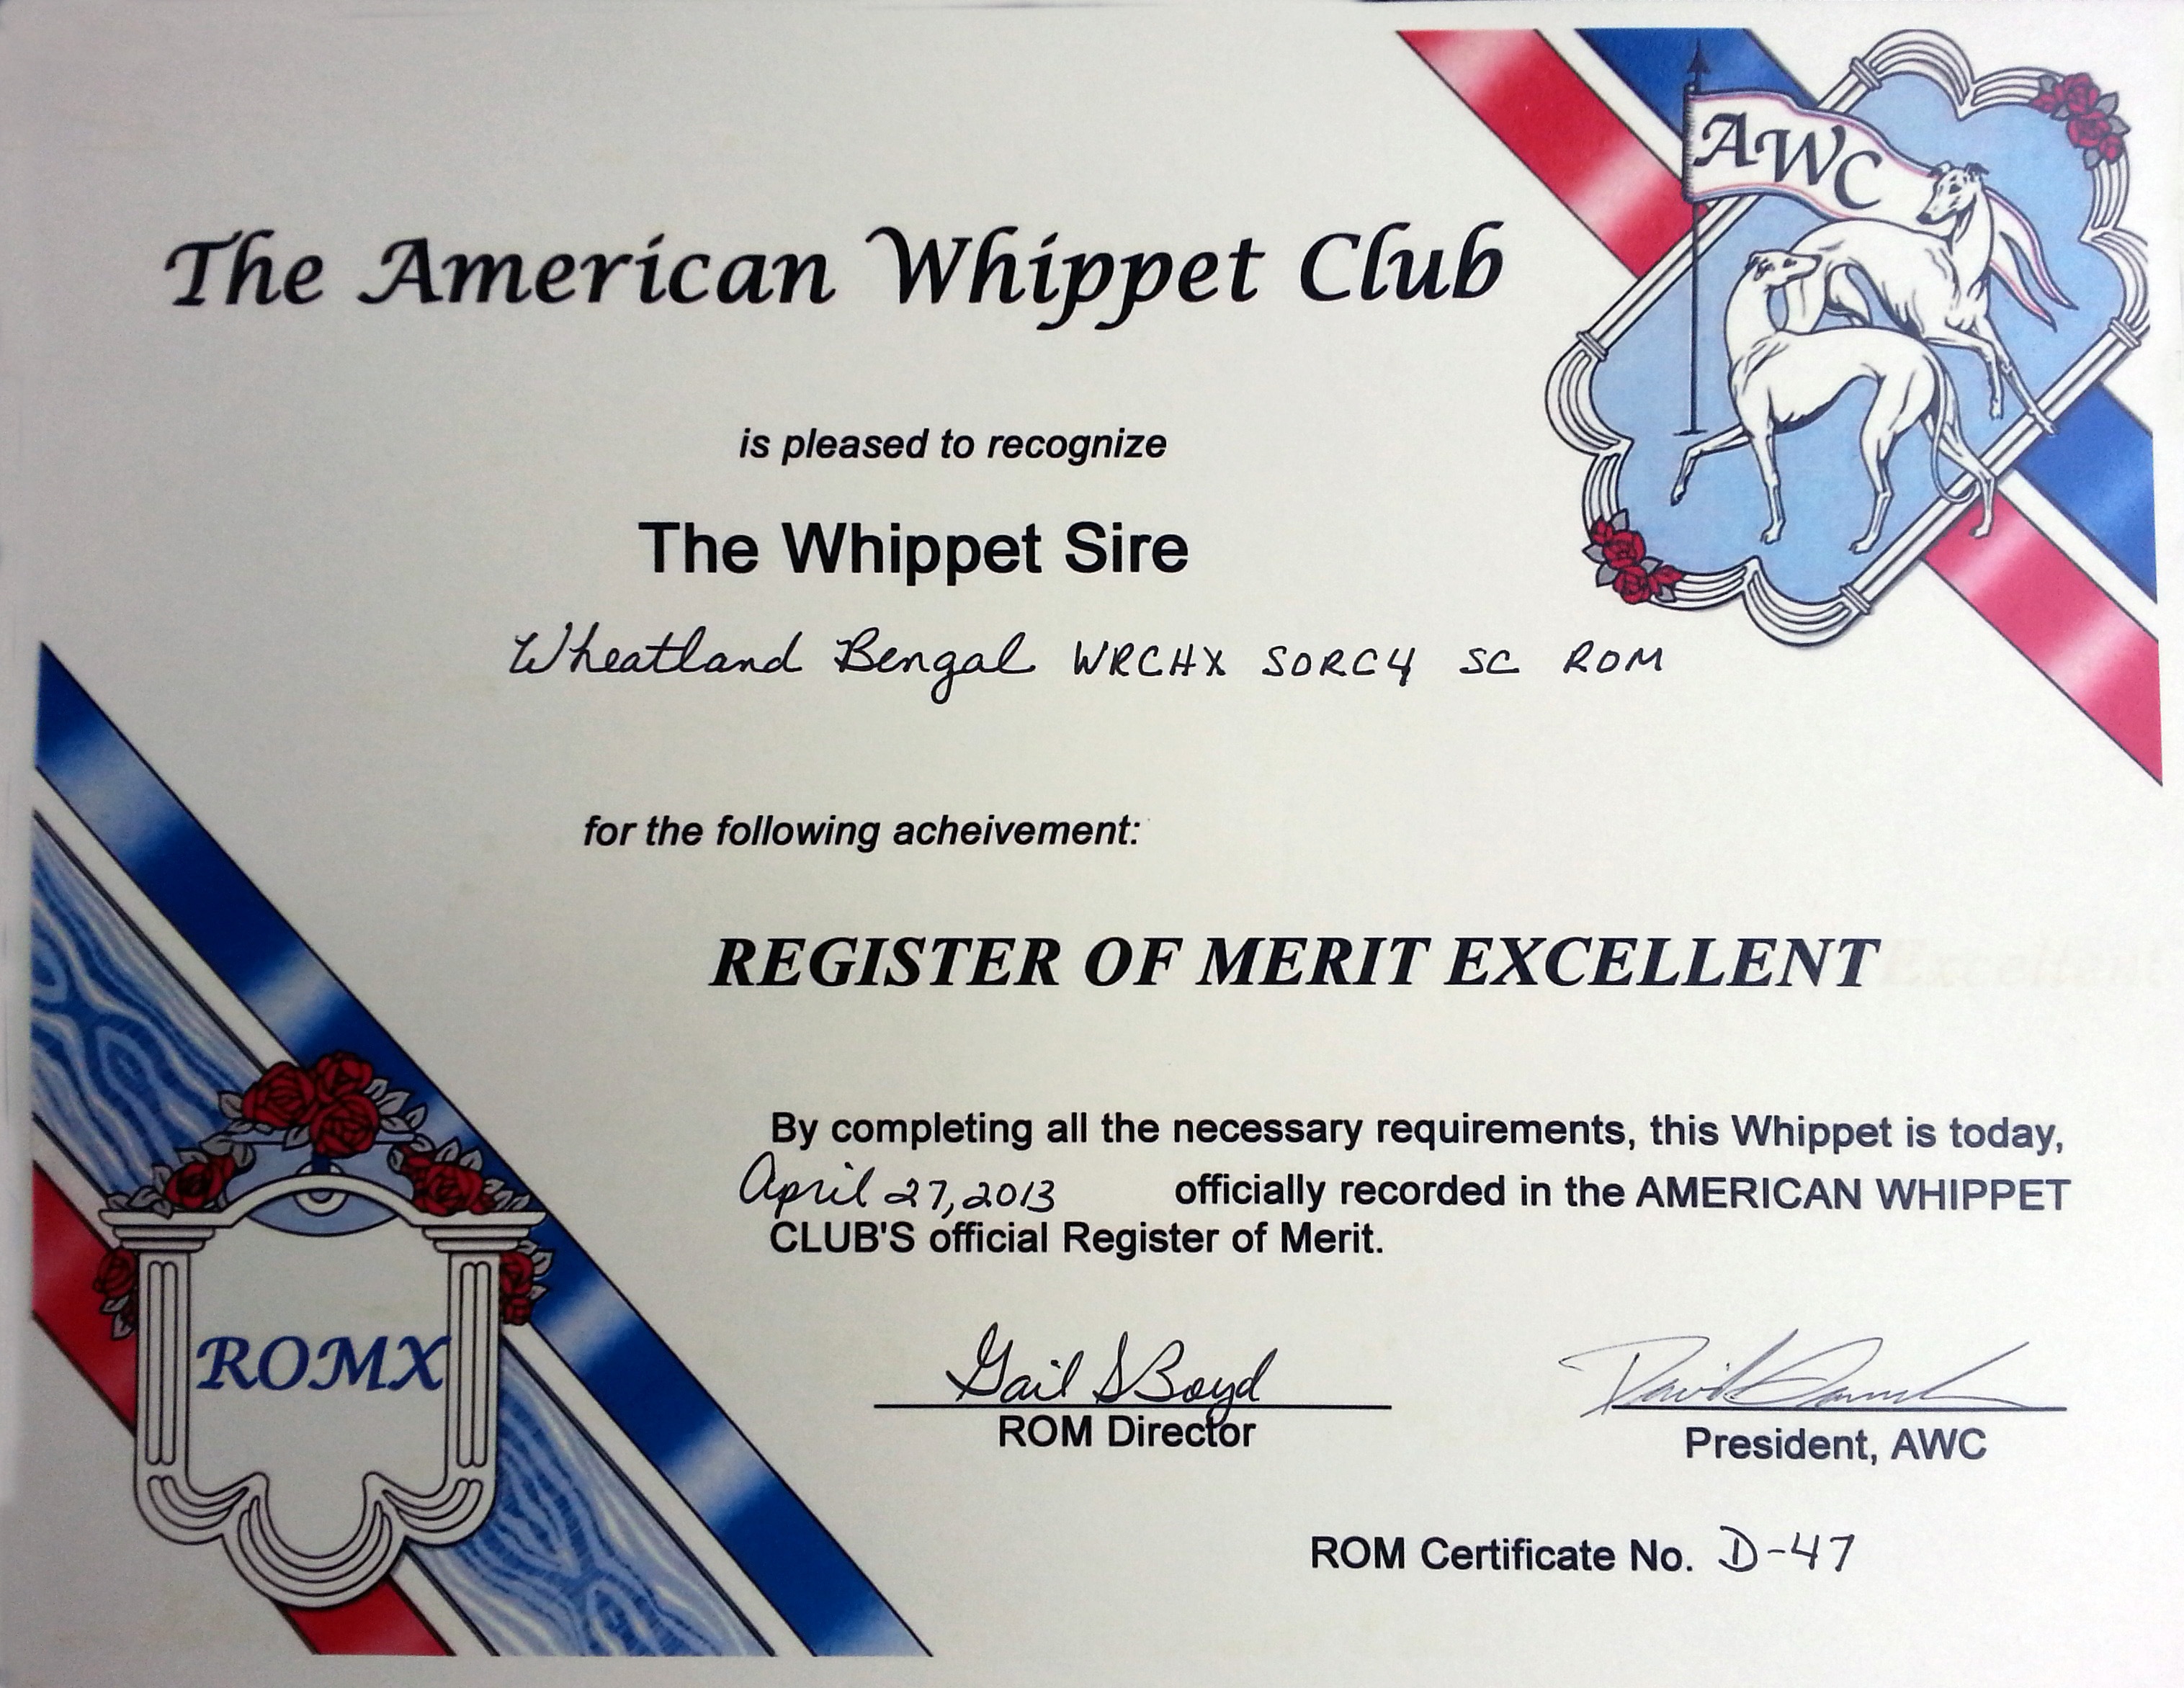 AWC
The American Whippet Club
is pleased to recognize
The Whippet Sire
Wheatland Bengal WRCHX SORC4 SC ROM
for the following acheivement:
REGISTER OF MERIT EXCELLENT
By completing all the necessary requirements, this Whippet is today,
April 27, 2013 officially recorded in the AMERICAN WHIPPET
CLUB'S official Register of Merit.
ROMX
Gail S Boyd
ROM Director
David
President, AWC
ROM Certificate No. D-47